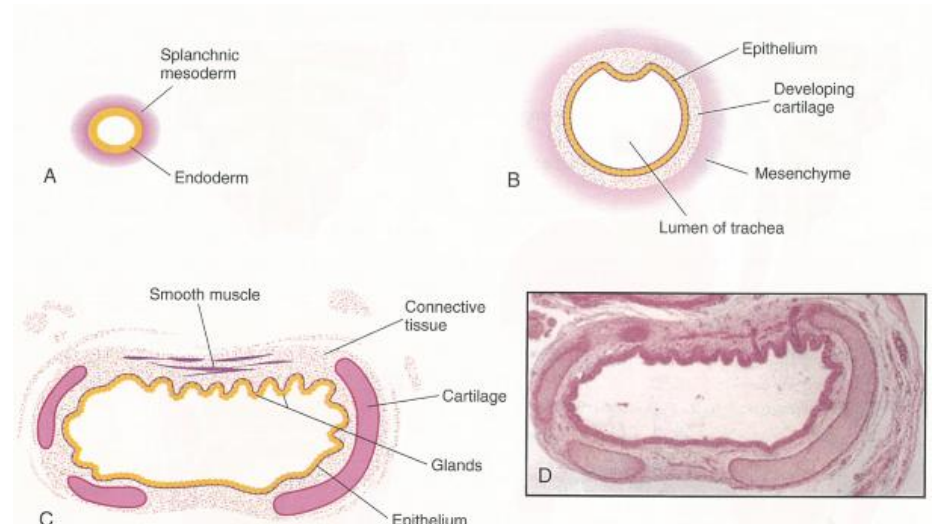 Splanchnic
mesoderm
Endoderm
A
Epithelium
Developing
cartilage
Mesenchyme
Lumen of trachea
B
Smooth muscle
Connective
tissue
Cartilage
Glands
Epithelium
C
D